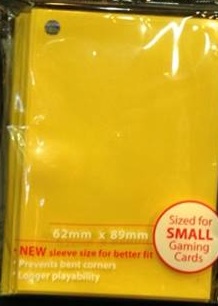 62mm x 89mm
NEW sleeve size for better fit
Prevents bent corners
Longer playability
Sized for
SMALL
Gaming
Cards